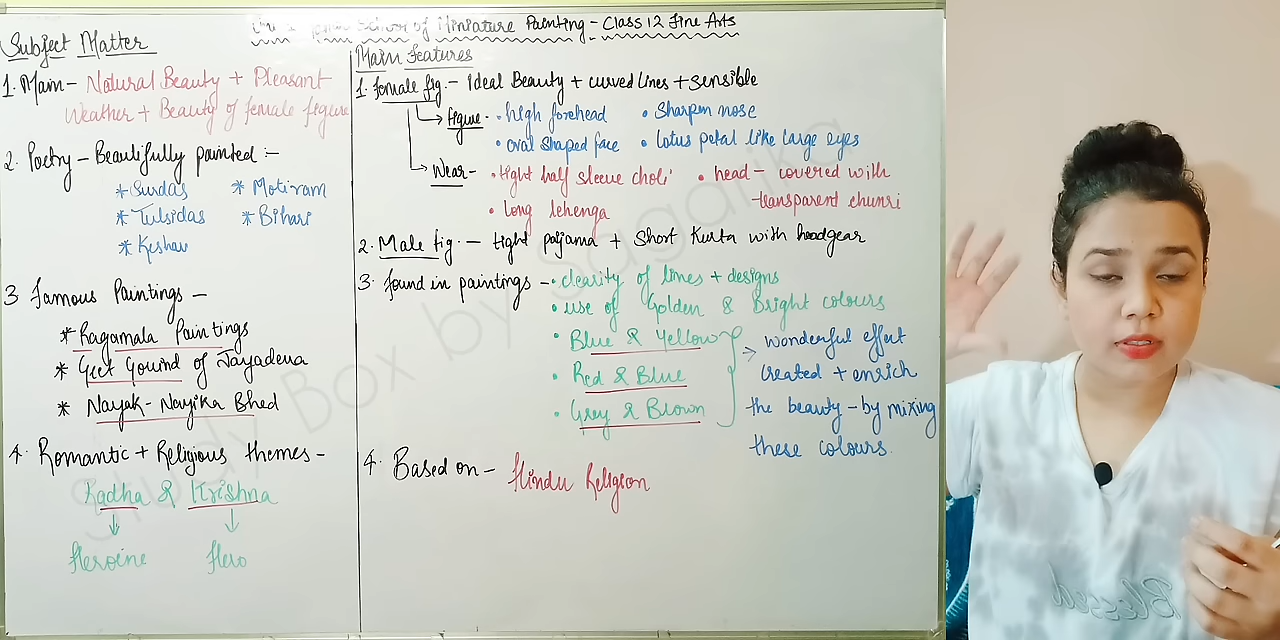 School of Miniature Painting - Class 12 Fine Arts
Subject Matter
1. Main - Natural Beauty + Pleasant
Weather + Beauty of female figure
2. Poetry - Beautifully painted :-
* Surdas * Motiram
* Tulsidas * Bihari
* Keshav
3 Famous Paintings -
* Ragamala Paintings
* Geet Govind of Jayadeva
* Nayak-Nayika Bhed
4. Romantic + Religious themes -
Radha & Krishna
↓ ↓
Heroine Hero
Main Features
1. Female fig. - Ideal Beauty + curved lines + sensible
→ Figure - • high forehead • Sharpen nose
• oval shaped face • lotus petal like large eyes
→ Wear - • tight half sleeve choli • head - covered with
• Long lehenga transparent chunri
2. Male fig. - tight payjama + Short Kurta with headgear
3. found in paintings - • clearity of lines + designs
• use of Golden & Bright colours
• Blue & Yellow
• Red & Blue
• Grey & Brown
→ wonderful effect
created + enrich
the beauty - by mixing
these colours.
4. Based on - Hindu Religion
Study Box by Sagarika
Blessed